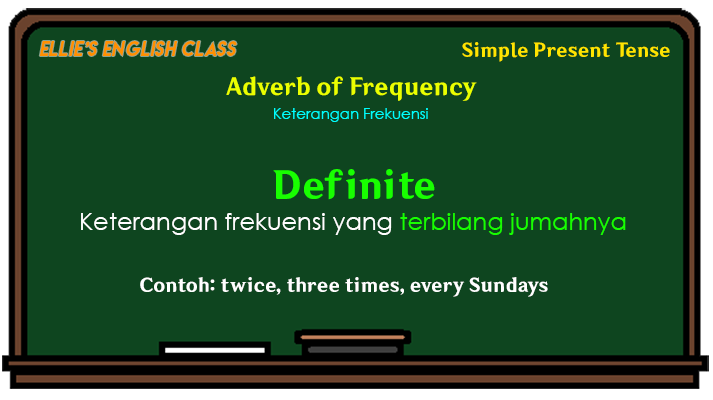 ELLIE'S ENGLISH CLASS
Simple Present Tense
Adverb of Frequency
Keterangan Frekuensi
Definite
Keterangan frekuensi yang terbilang jumahnya
Contoh: twice, three times, every Sundays